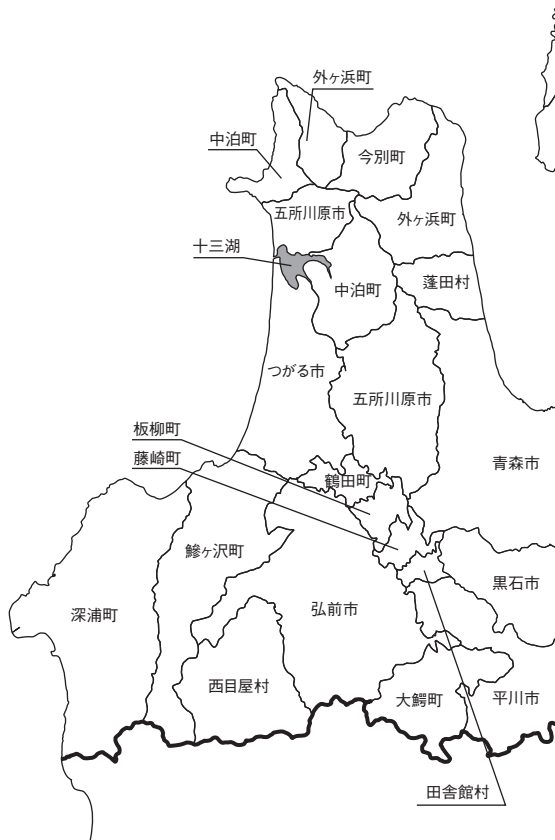 外ヶ浜町
中泊町
今別町
五所川原市
外ヶ浜町
十三湖
蓬田村
中泊町
つがる市
五所川原市
板柳町
藤崎町
青森市
鶴田町
鰺ヶ沢町
黒石市
弘前市
深浦町
西目屋村
大鰐町
平川市
田舎館村